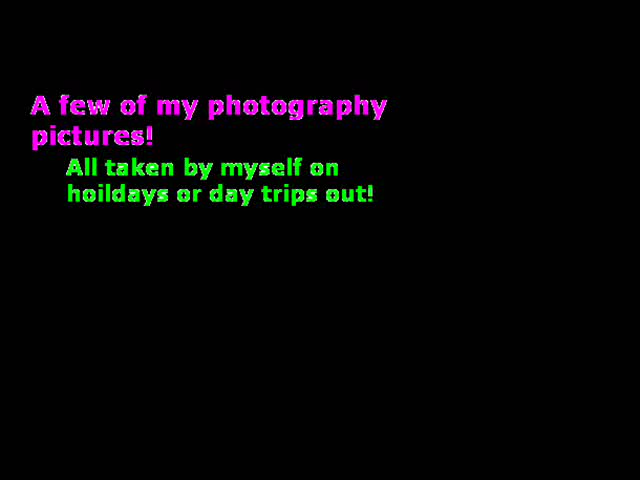 A few of my photography
pictures!
All taken by myself on
hoildays or day trips out!